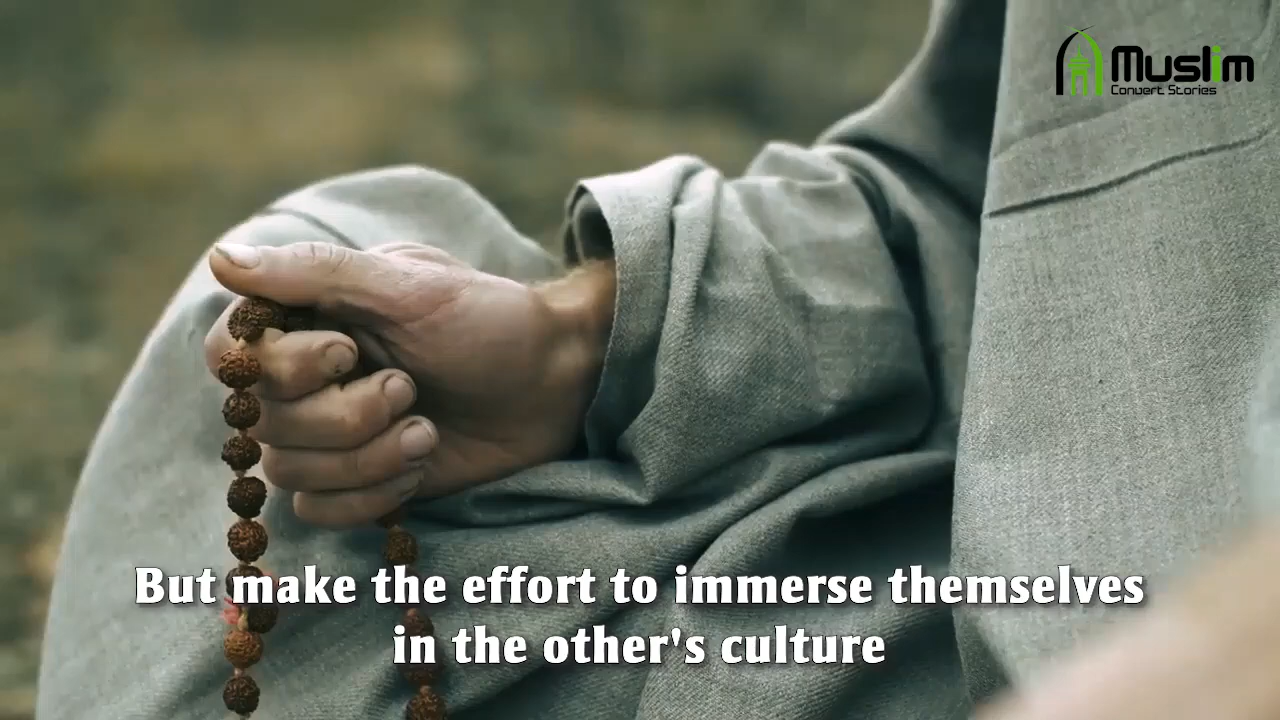 Muslim
Convert Stories
But make the effort to immerse themselves
in the other's culture